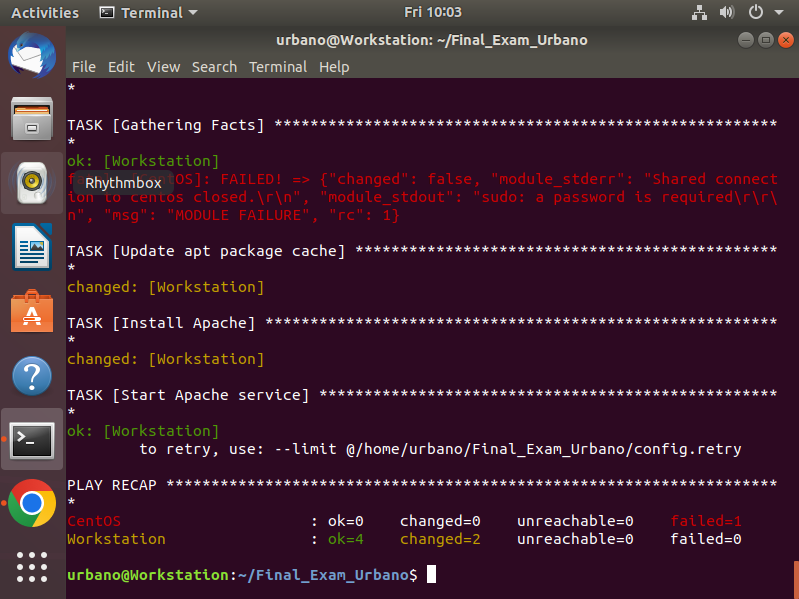 Activities Terminal Fri 10:03
urbano@Workstation: ~/Final_Exam_Urbano
File Edit View Search Terminal Help
*
TASK [Gathering Facts] ********************************************************
*
ok: [Workstation]
OS]: FAILED! => {"changed": false, "module_stderr": "Shared connect
Rhythmbox
ion to centos closed.\r\n", "module_stdout": "sudo: a password is required\r\r\
n", "msg": "MODULE FAILURE", "rc": 1}
TASK [Update apt package cache] ***********************************************
*
changed: [Workstation]
TASK [Install Apache] *********************************************************
*
changed: [Workstation]
TASK [Start Apache service] ***************************************************
*
ok: [Workstation]
to retry, use: --limit @/home/urbano/Final_Exam_Urbano/config.retry
PLAY RECAP ********************************************************************
*
CentOS : ok=0 changed=0 unreachable=0 failed=1
Workstation : ok=4 changed=2 unreachable=0 failed=0
urbano@Workstation:~/Final_Exam_Urbano$